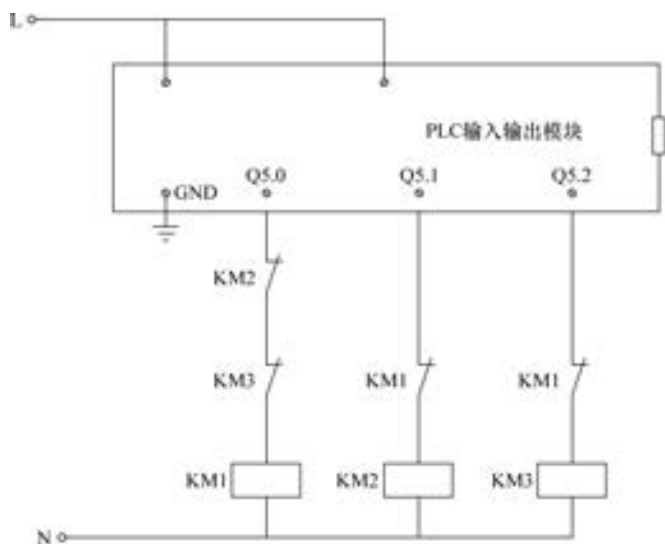 L
PLC输入输出模块
Q5.0 Q5.1 Q5.2
GND
KM2
KM3 KM1 KM1
KM1 KM2 KM3
N